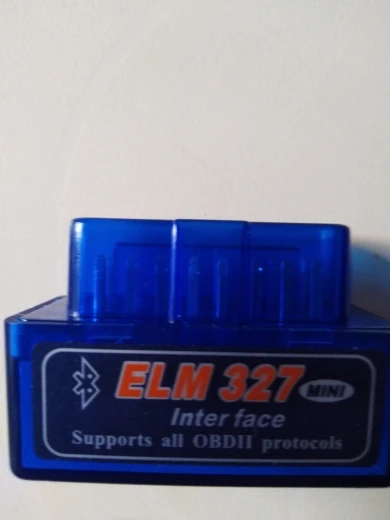 ELM 327 MINI
Inter face
Supports all OBDII protocols